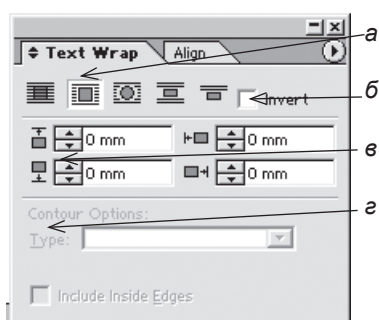 Text Wrap Align
а
Invert
б
0 mm 0 mm
в
0 mm 0 mm
Contour Options:
г
Type:
Include Inside Edges